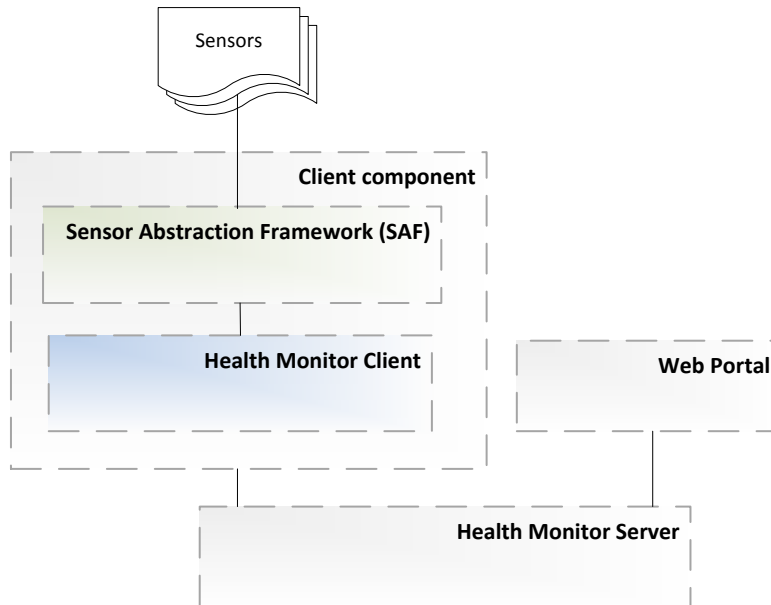 Sensors
Client component
Sensor Abstraction Framework (SAF)
Health Monitor Client
Web Portal
Health Monitor Server